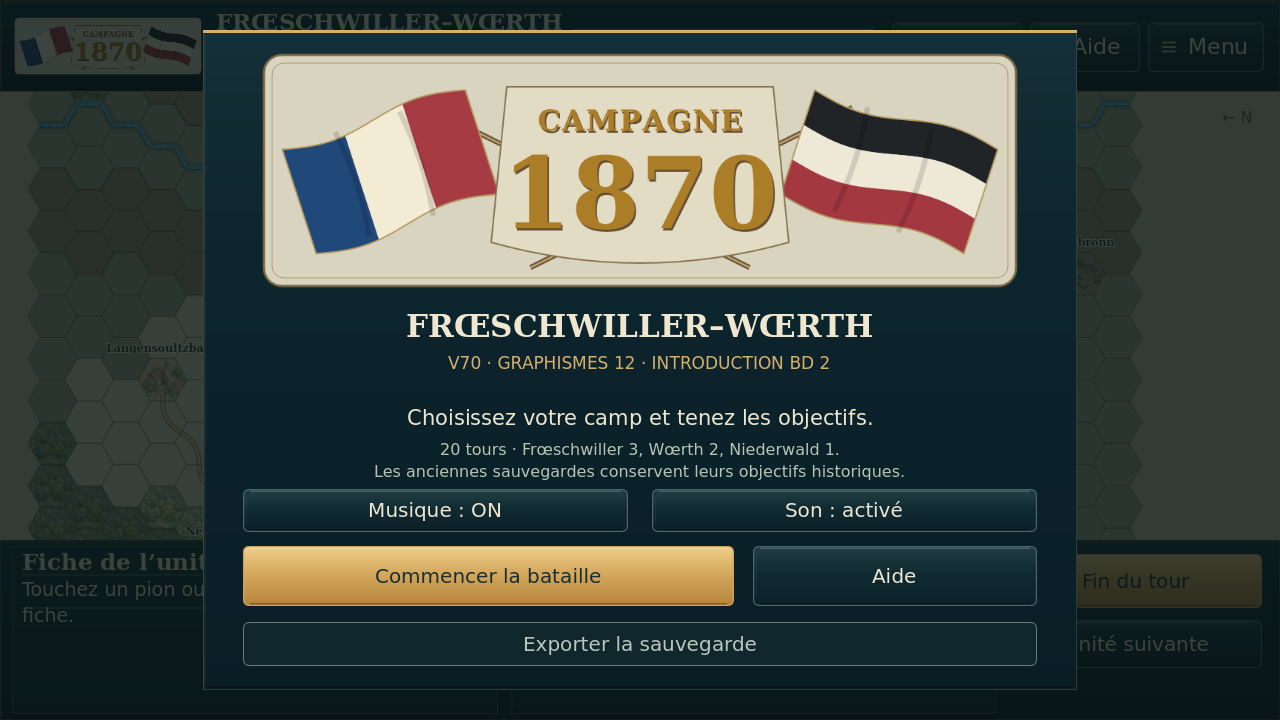 CAMPAGNE
1870
FRŒSCHWILLER–WŒRTH
Aide
≡ Menu
← N
CAMPAGNE
1870
FRŒSCHWILLER–WŒRTH
V70 · GRAPHISMES 12 · INTRODUCTION BD 2
Choisissez votre camp et tenez les objectifs.
20 tours · Frœschwiller 3, Wœrth 2, Niederwald 1.
Les anciennes sauvegardes conservent leurs objectifs historiques.
Musique : ON
Son : activé
Commencer la bataille
Aide
Exporter la sauvegarde
bronn
Langensoultzba
Ne
Fiche de l’unit
Touchez un pion ou
fiche.
Fin du tour
nité suivante